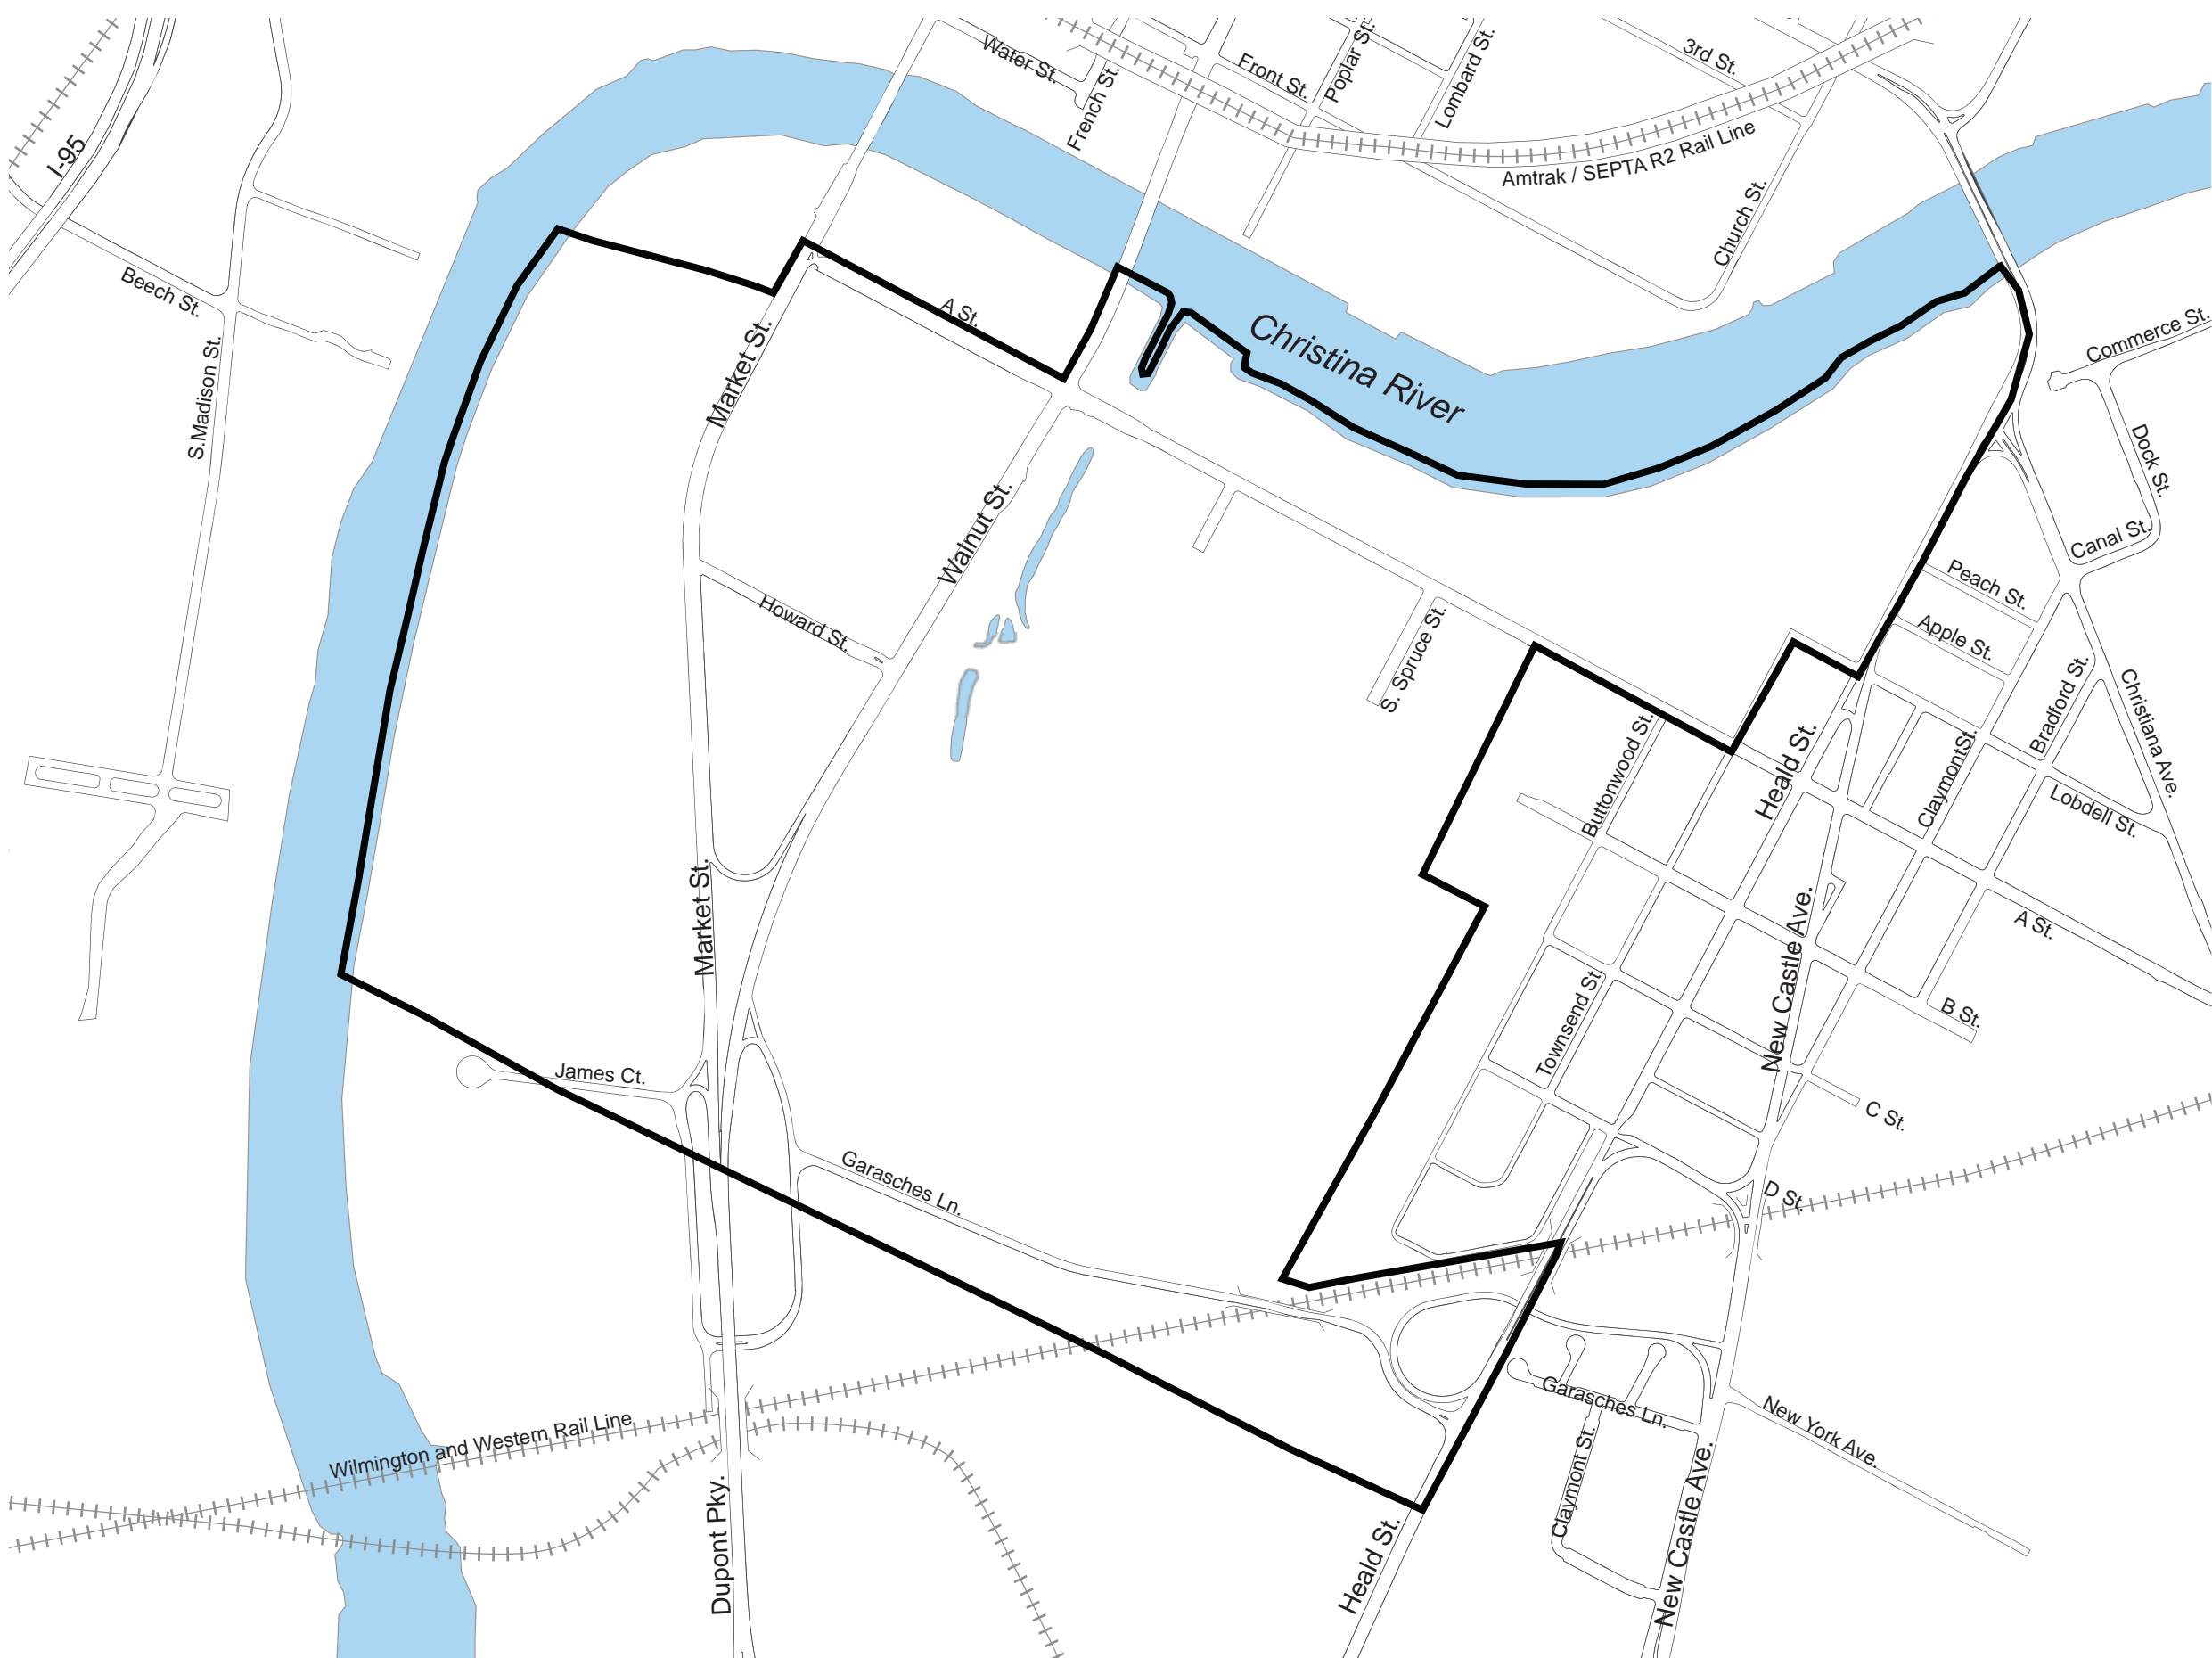 Water St.
French St.
Front St.
Poplar St.
Lombard St.
3rd St.
I-95
Amtrak / SEPTA R2 Rail Line
Church St.
Beech St.
A St.
Christina River
Commerce St.
Market St.
S.Madison St.
Dock St.
Walnut St.
Canal St.
Peach St.
Howard St.
Apple St.
S. Spruce St.
Bradford St.
Christiana Ave.
Buttonwood St.
Heald St.
ClaymontSt.
Lobdell St.
Market St.
New Castle Ave.
A St.
Townsend St.
B St.
James Ct.
C St.
Garasches Ln.
D St.
Garasches Ln.
New York Ave.
Wilmington and Western Rail Line
Claymont St.
Dupont Pky.
Heald St.
New Castle Ave.